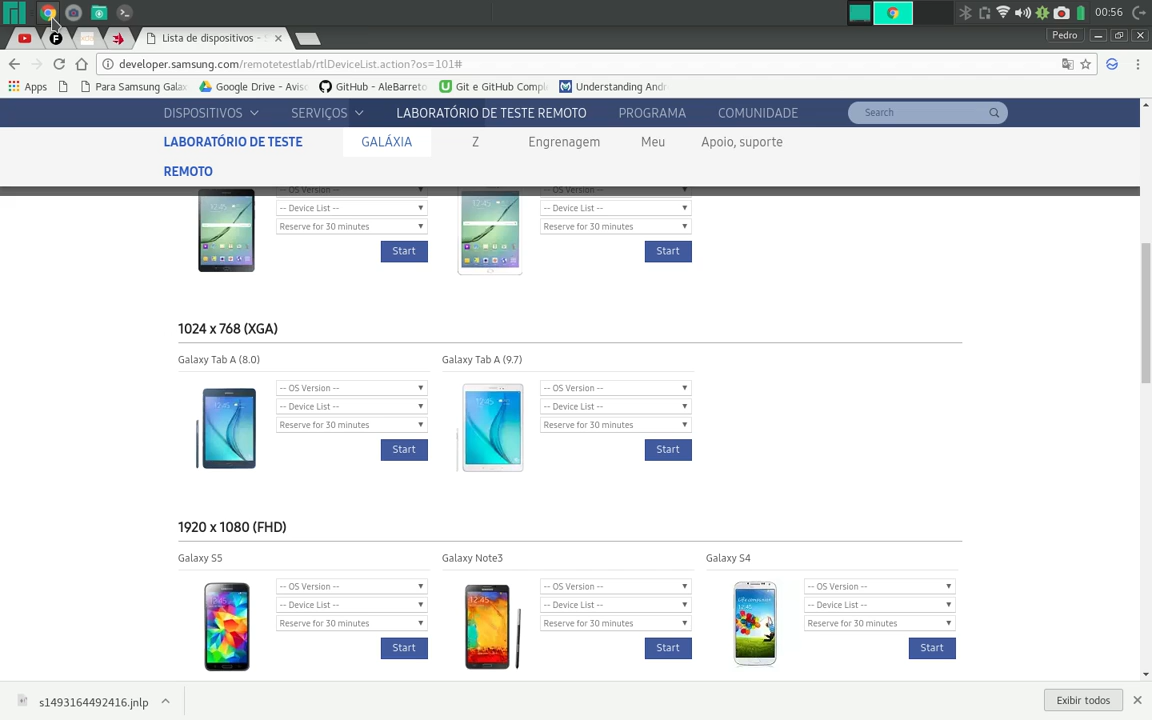 00:56
Lista de dispositivos -
Pedro
developer.samsung.com/remotetestlab/rtlDeviceList.action?os=101#
Apps
Para Samsung Galax
Google Drive - Aviso
GitHub - AleBarreto
Git e GitHub Comple
Understanding Andr
DISPOSITIVOS SERVIÇOS LABORATÓRIO DE TESTE REMOTO PROGRAMA COMUNIDADE Search
LABORATÓRIO DE TESTE REMOTO
GALÁXIA Z Engrenagem Meu Apoio, suporte
-- OS Version -- -- OS Version --
-- Device List -- -- Device List --
Reserve for 30 minutes Reserve for 30 minutes
Start Start
1024 x 768 (XGA)
Galaxy Tab A (8.0) Galaxy Tab A (9.7)
-- OS Version -- -- OS Version --
-- Device List -- -- Device List --
Reserve for 30 minutes Reserve for 30 minutes
Start Start
1920 x 1080 (FHD)
Galaxy S5 Galaxy Note3 Galaxy S4
-- OS Version -- -- OS Version -- -- OS Version --
-- Device List -- -- Device List -- -- Device List --
Reserve for 30 minutes Reserve for 30 minutes Reserve for 30 minutes
Start Start Start
s1493164492416.jnlp
Exibir todos